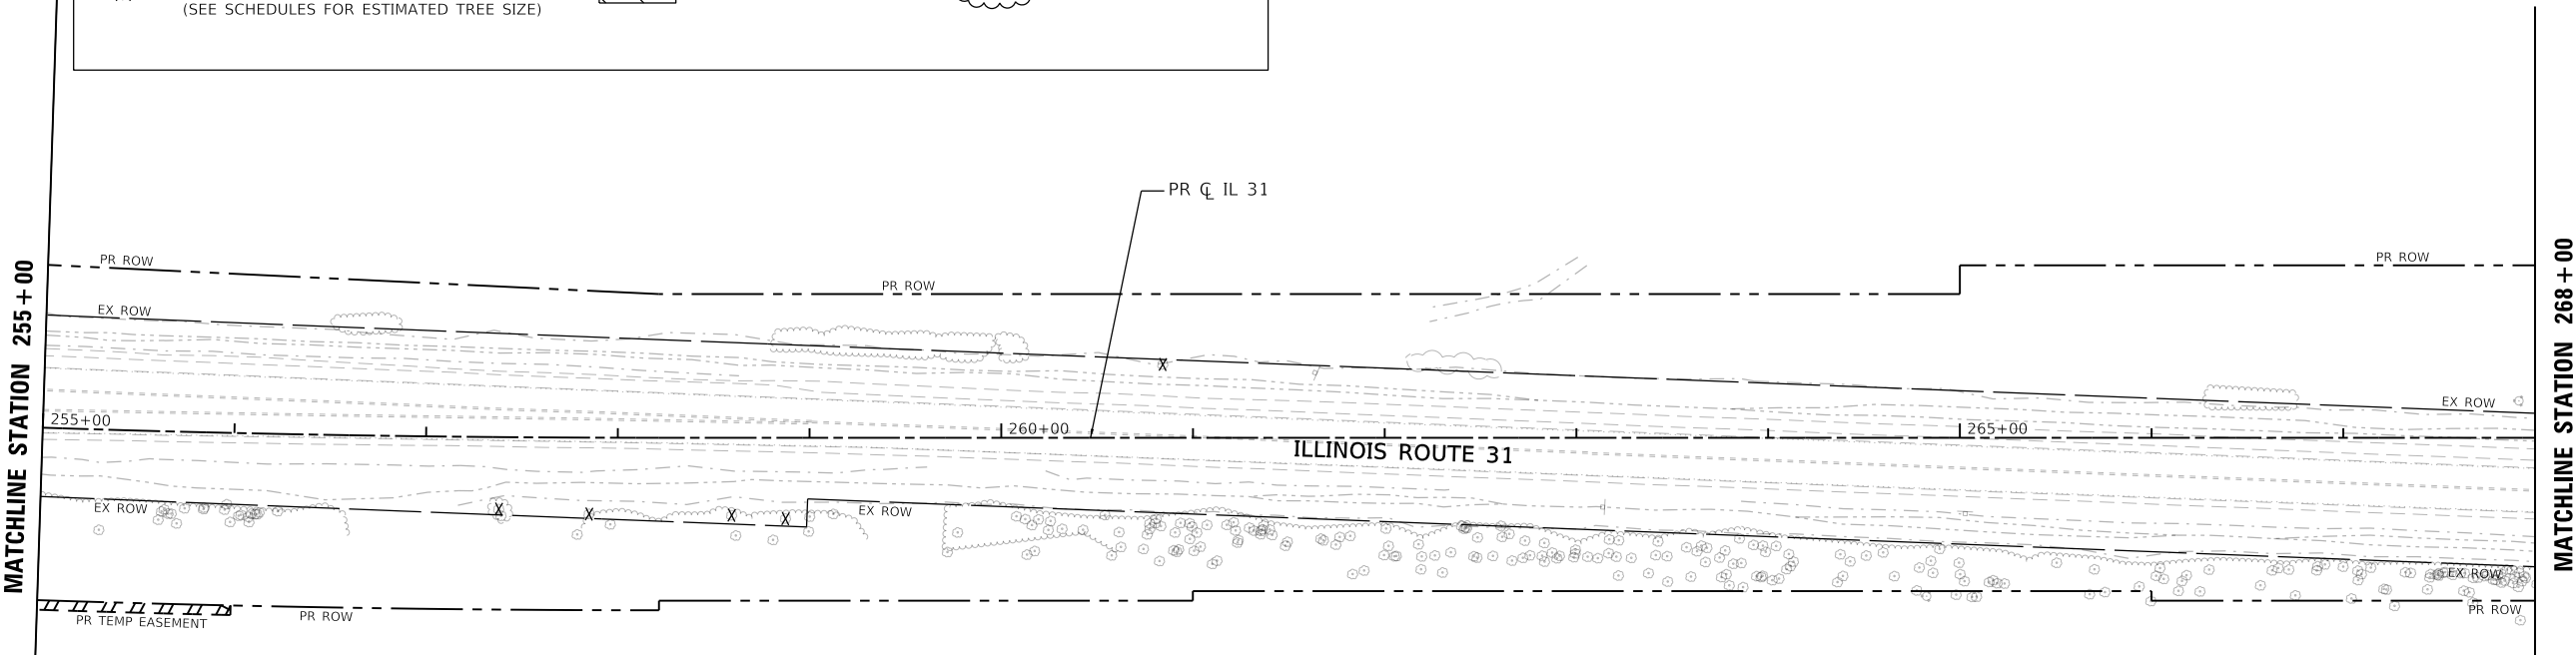 (SEE SCHEDULES FOR ESTIMATED TREE SIZE)
PR ℄ IL 31
PR ROW
PR ROW
PR ROW
EX ROW
EX ROW
255+00
260+00
265+00
ILLINOIS ROUTE 31
EX ROW
EX ROW
EX ROW
PR TEMP EASEMENT
PR ROW
PR ROW
MATCHLINE STATION 255+00
MATCHLINE STATION 268+00